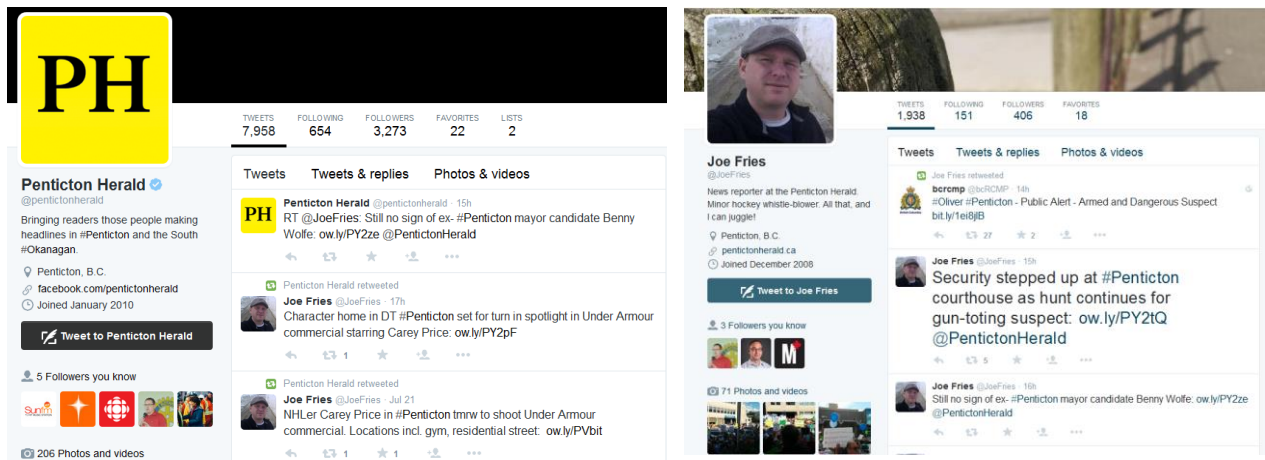 PH
TWEETS FOLLOWING FOLLOWERS FAVORITES LISTS
7,958 654 3,273 22 2
Penticton Herald
@pentictonherald
Bringing readers those people making
headlines in #Penticton and the South
#Okanagan.
Penticton, B.C.
facebook.com/pentictonherald
Joined January 2010
Tweet to Penticton Herald
5 Followers you know
206 Photos and videos
Tweets Tweets & replies Photos & videos
PH
Penticton Herald @pentictonherald · 15h
RT @JoeFries: Still no sign of ex- #Penticton mayor candidate Benny
Wolfe: ow.ly/PY2ze @PentictonHerald
Penticton Herald retweeted
Joe Fries @JoeFries · 17h
Character home in DT #Penticton set for turn in spotlight in Under Armour
commercial starring Carey Price: ow.ly/PY2pF
1
Penticton Herald retweeted
Joe Fries @JoeFries · Jul 21
NHLer Carey Price in #Penticton tmrw to shoot Under Armour
commercial. Locations incl. gym, residential street: ow.ly/PVbit
1 1
TWEETS FOLLOWING FOLLOWERS FAVORITES
1,938 151 406 18
Joe Fries
@JoeFries
News reporter at the Penticton Herald.
Minor hockey whistle-blower. All that, and
I can juggle!
Penticton, B.C.
pentictonherald.ca
Joined December 2008
Tweet to Joe Fries
3 Followers you know
M
71 Photos and videos
Tweets Tweets & replies Photos & videos
Joe Fries retweeted
bcrcmp @bcRCMP · 14h
#Oliver #Penticton - Public Alert - Armed and Dangerous Suspect
bit.ly/1ei8jlB
27 2
Joe Fries @JoeFries · 15h
Security stepped up at #Penticton
courthouse as hunt continues for
gun-toting suspect: ow.ly/PY2tQ
@PentictonHerald
5
Joe Fries @JoeFries · 16h
Still no sign of ex- #Penticton mayor candidate Benny Wolfe: ow.ly/PY2ze
@PentictonHerald